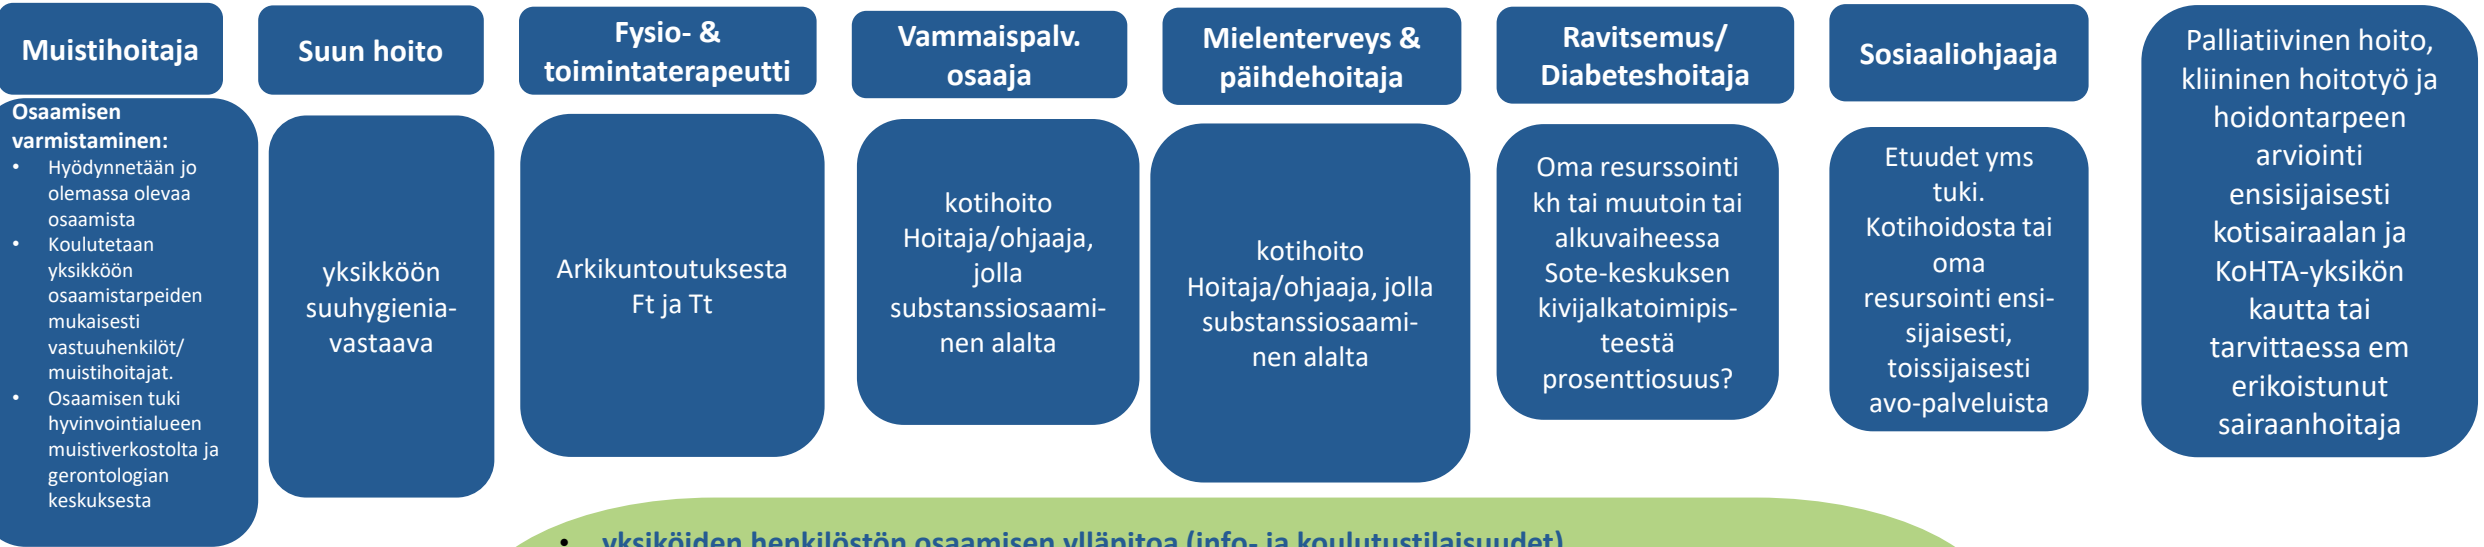 Muistihoitaja
Osaamisen
varmistaminen:
• Hyödynnetään jo
olemassa olevaa
osaamista
• Koulutetaan
yksikköön
osaamistarpeiden
mukaisesti
vastuuhenkilöt/
muistihoitajat.
• Osaamisen tuki
hyvinvointialueen
muistiverkostolta ja
gerontologian
keskuksesta
Suun hoito
yksikköön
suuhygienia-
vastaava
Fysio- &
toimintaterapeutti
Arkikuntoutuksesta
Ft ja Tt
Vammaispalv.
osaaja
kotihoito
Hoitaja/ohjaaja,
jolla
substanssiosaami-
nen alalta
Mielenterveys &
päihdehoitaja
kotihoito
Hoitaja/ohjaaja, jolla
substanssiosaami-
nen alalta
Ravitsemus/
Diabeteshoitaja
Oma resurssointi
kh tai muutoin tai
alkuvaiheessa
Sote-keskuksen
kivijalkatoimipis-
teestä
prosenttiosuus?
Sosiaaliohjaaja
Etuudet yms
tuki.
Kotihoidosta tai
oma
resursointi ensi-
sijaisesti,
toissijaisesti
avo-palveluista
Palliatiivinen hoito,
kliininen hoitotyö ja
hoidontarpeen
arviointi
ensisijaisesti
kotisairaalan ja
KoHTA-yksikön
kautta tai
tarvittaessa em
erikoistunut
sairaanhoitaja
• yksiköiden henkilöstön osaamisen ylläpitoa (info- ja koulutustilaisuudet)